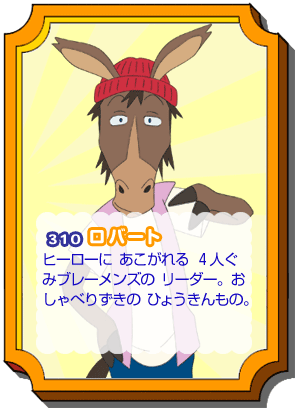 310 ロバート
ヒーローに あこがれる 4人ぐ
みブレーメンズの リーダー。お
しゃべりずきの ひょうきんもの。